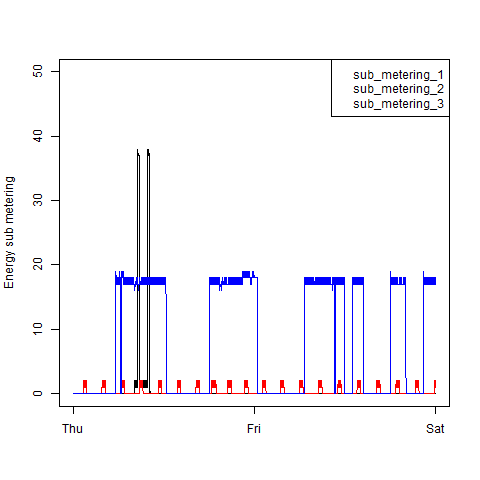 sub_metering_1
sub_metering_2
sub_metering_3
Energy sub metering
50
40
30
20
10
0
Thu Fri Sat